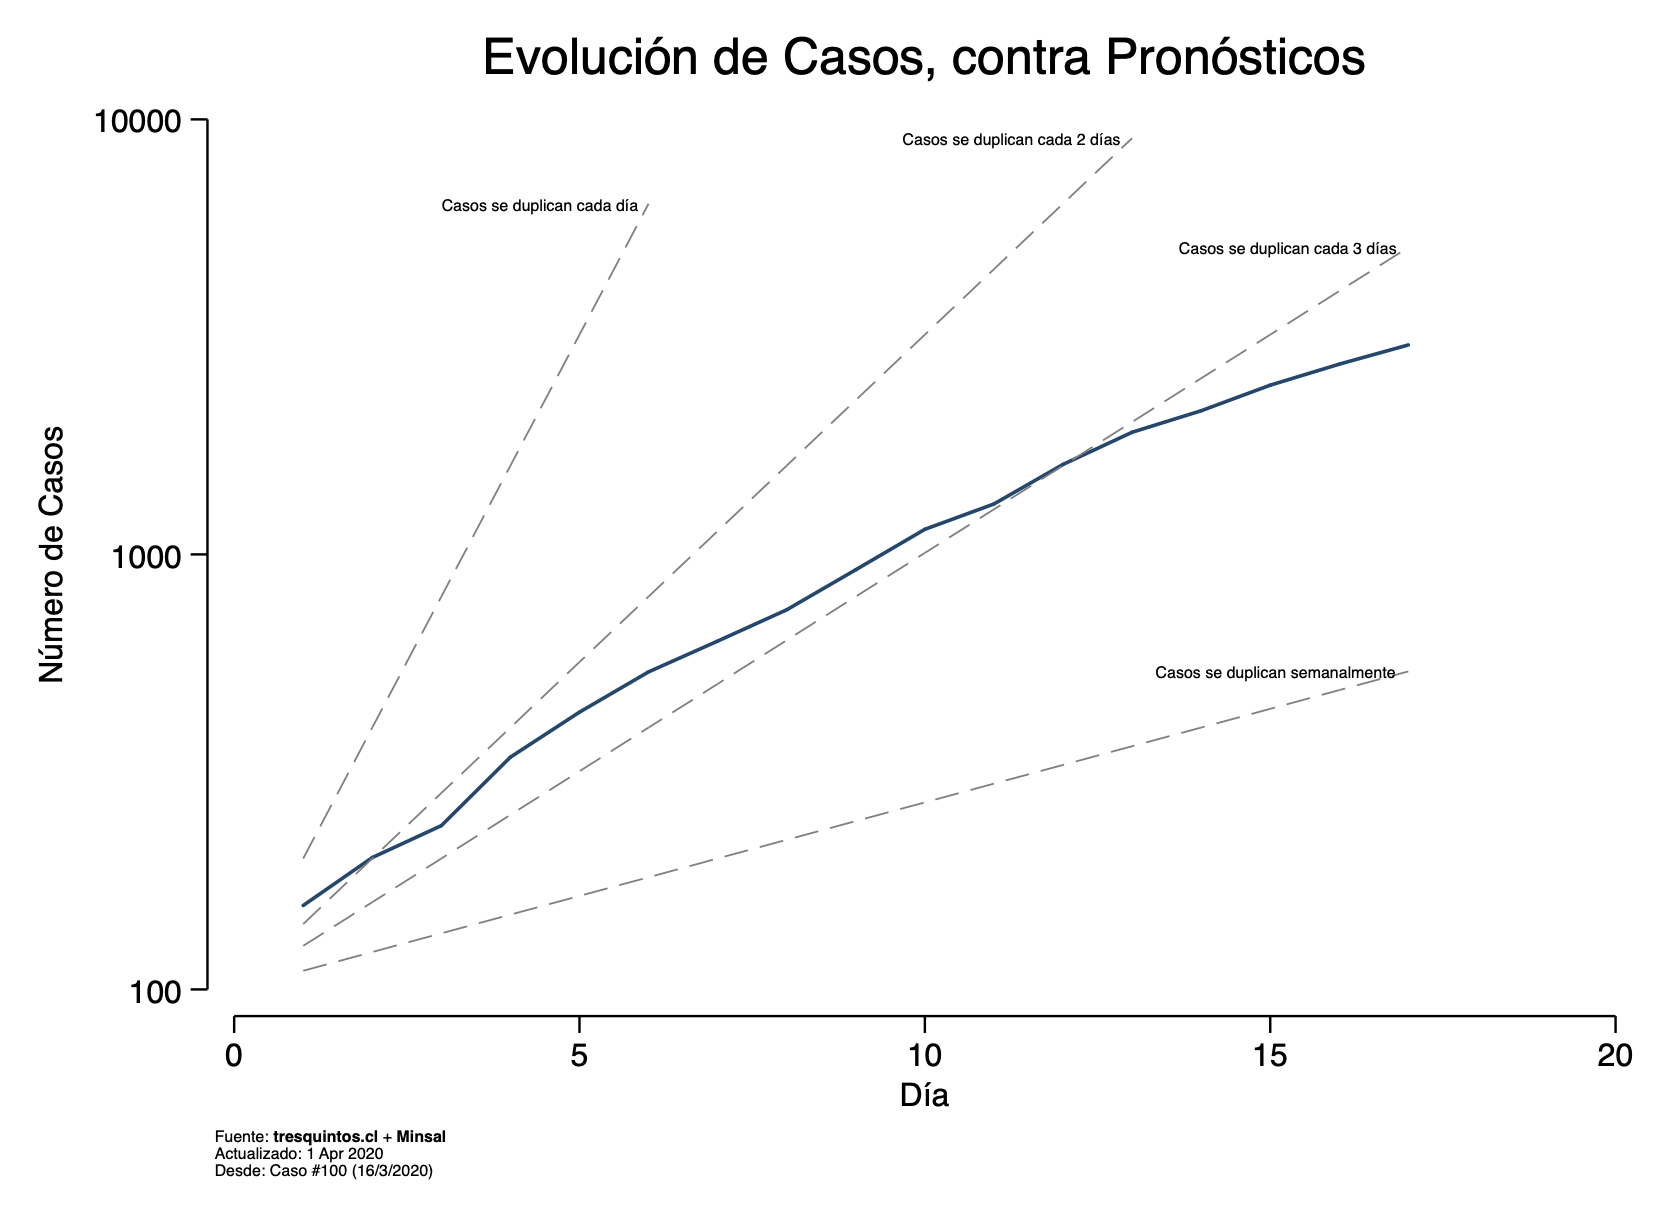 Evolución de Casos, contra Pronósticos
10000
Casos se duplican cada 2 días
Casos se duplican cada día
Casos se duplican cada 3 días
Número de Casos
1000
Casos se duplican semanalmente
100
0 5 10 15 20
Día
Fuente: tresquintos.cl + Minsal
Actualizado: 1 Apr 2020
Desde: Caso #100 (16/3/2020)